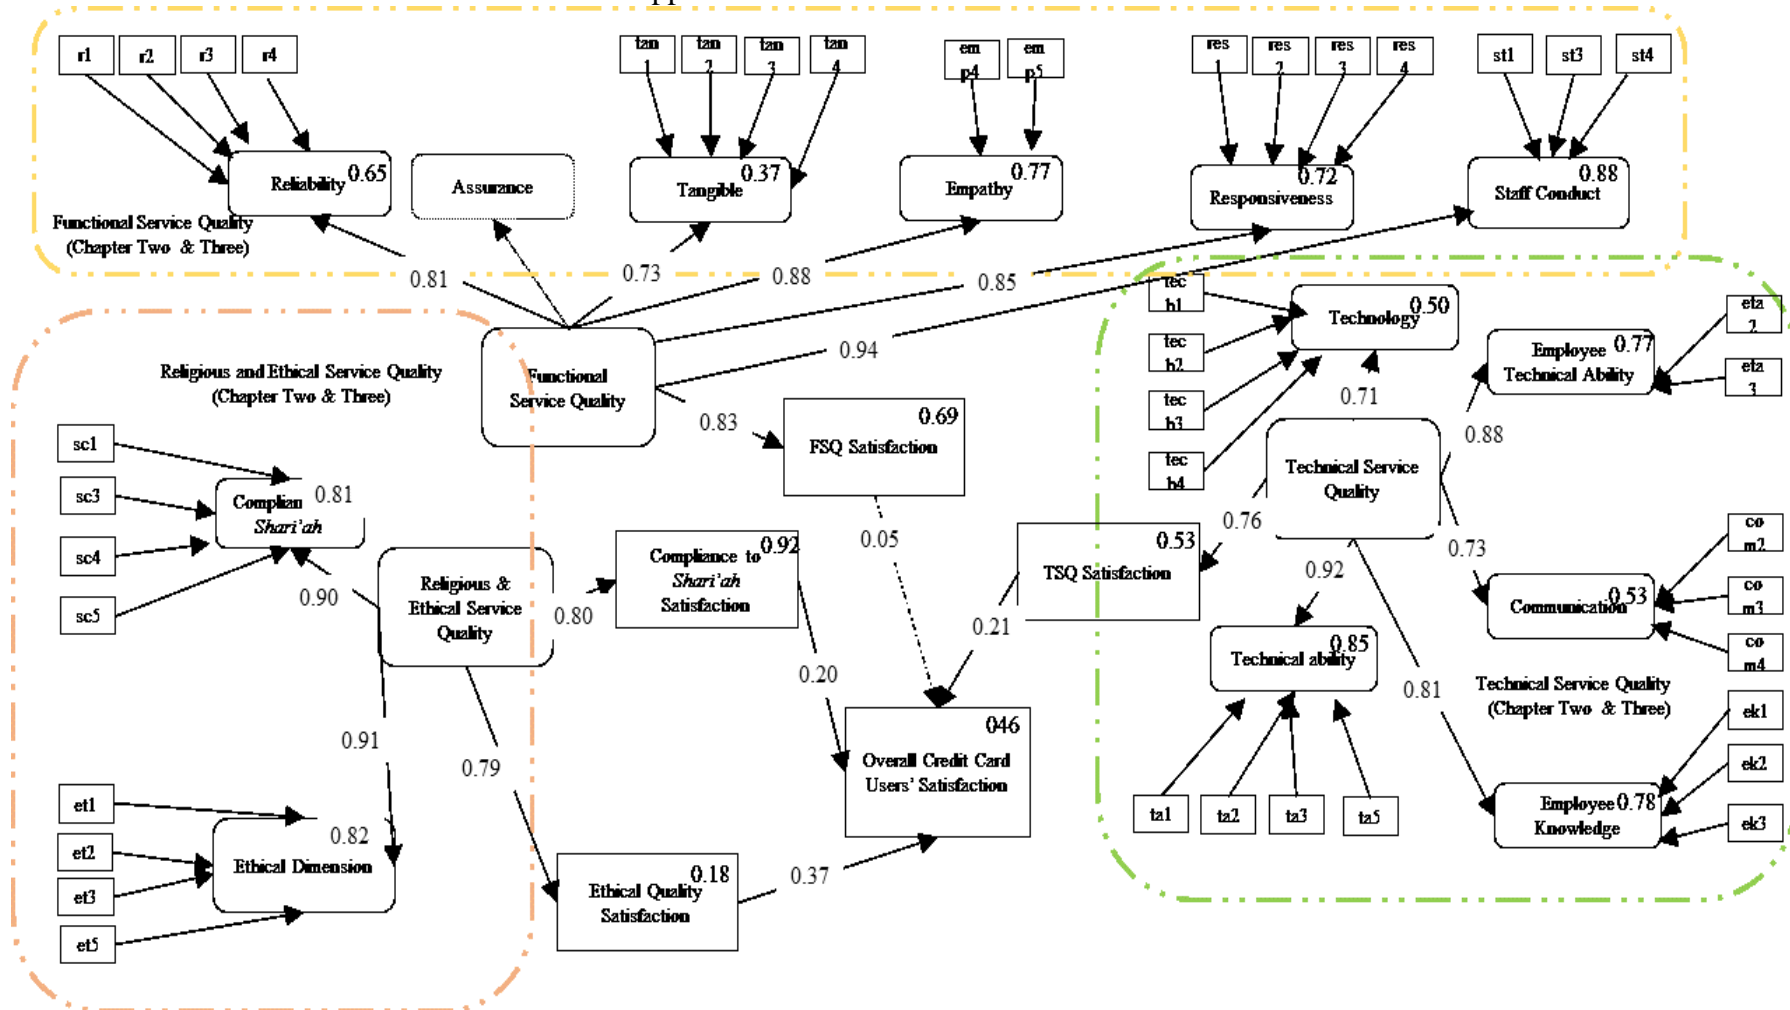 r1
r2
r3
r4
tan
1
tan
2
tan
3
tan
4
em
p4
em
p5
res
1
res
2
res
3
res
4
st1
st3
st4
Reliability
0.65
Assurance
Tangible
0.37
Empathy
0.77
Responsiveness
0.72
Staff Conduct
0.88
Functional Service Quality
(Chapter Two & Three)
0.81
0.73
0.88
0.85
0.94
Functional
Service Quality
0.83
FSQ Satisfaction
0.69
0.05
Religious and Ethical Service Quality
(Chapter Two & Three)
sc1
sc3
sc4
sc5
Complian
Shari'ah
0.81
0.90
Religious &
Ethical Service
Quality
0.80
Compliance to
Shari'ah
Satisfaction
0.92
0.20
0.91
0.79
et1
et2
et3
et5
Ethical Dimension
0.82
Ethical Quality
Satisfaction
0.18
0.37
046
Overall Credit Card
Users' Satisfaction
0.21
TSQ Satisfaction
0.53
0.76
tec
h1
tec
h2
tec
h3
tec
h4
Technology
0.50
0.71
Technical Service
Quality
Employee
Technical Ability
0.77
0.88
eta
2
eta
3
0.73
Communication
0.53
co
m2
co
m3
co
m4
0.92
Technical ability
0.85
ta1
ta2
ta3
ta5
0.81
Technical Service Quality
(Chapter Two & Three)
Employee
Knowledge
0.78
ek1
ek2
ek3